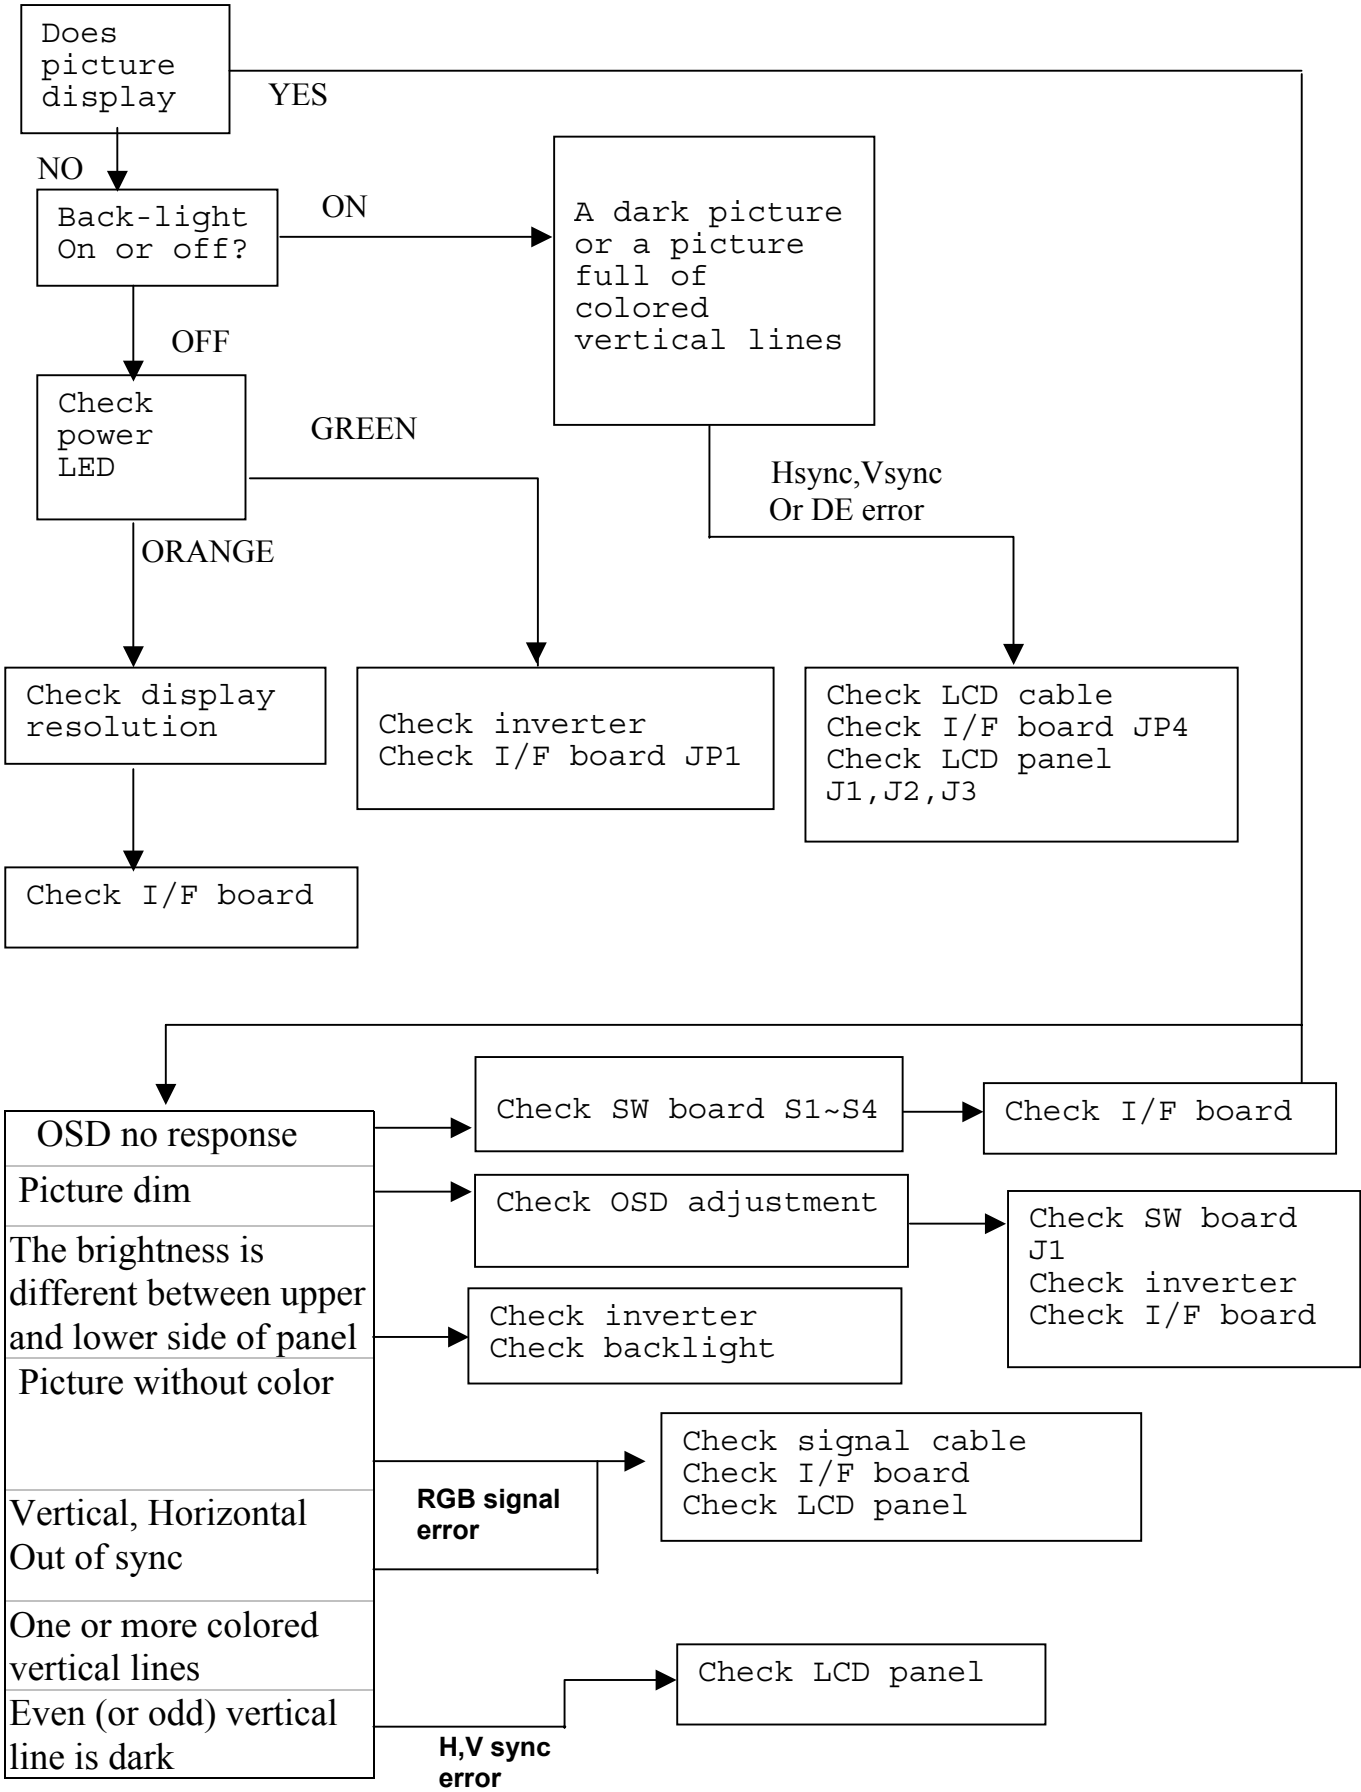 Does
picture
display
YES
NO
Back-light
On or off?
ON
A dark picture
or a picture
full of
colored
vertical lines
OFF
Check
power
LED
GREEN
Hsync,Vsync
Or DE error
ORANGE
Check display
resolution
Check inverter
Check I/F board JP1
Check LCD cable
Check I/F board JP4
Check LCD panel
J1,J2,J3
Check I/F board
OSD no response
Check SW board S1~S4
Check I/F board
Picture dim
Check OSD adjustment
Check SW board
J1
Check inverter
Check I/F board
The brightness is
different between upper
and lower side of panel
Check inverter
Check backlight
Picture without color
Check signal cable
Check I/F board
Check LCD panel
RGB signal
error
Vertical, Horizontal
Out of sync
One or more colored
vertical lines
Check LCD panel
Even (or odd) vertical
line is dark
H,V sync
error